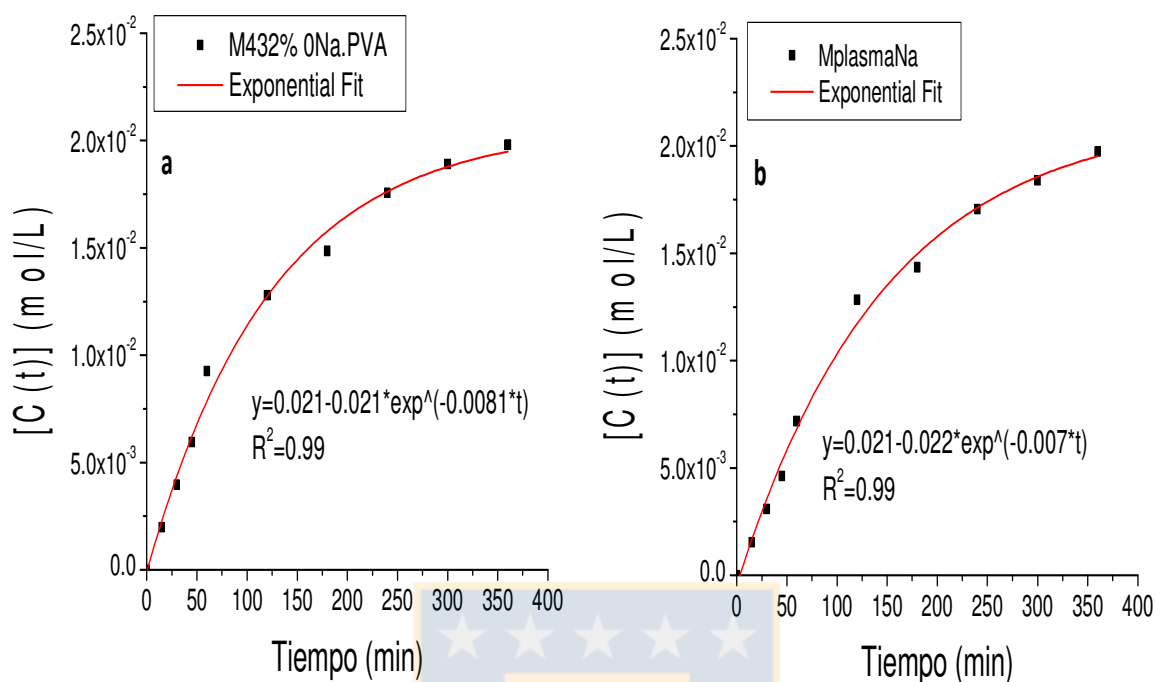 M432% 0Na.PVA
Exponential Fit
a
[C(t)] (mol/L)
2.5x10⁻²
2.0x10⁻²
1.5x10⁻²
1.0x10⁻²
5.0x10⁻³
0.0
y=0.021-0.021*exp^(-0.0081*t)
R²=0.99
0 50 100 150 200 250 300 350 400
Tiempo (min)
MplasmaNa
Exponential Fit
b
[C(t)] (mol/L)
2.5x10⁻²
2.0x10⁻²
1.5x10⁻²
1.0x10⁻²
5.0x10⁻³
0.0
y=0.021-0.022*exp^(-0.007*t)
R²=0.99
0 50 100 150 200 250 300 350 400
Tiempo (min)